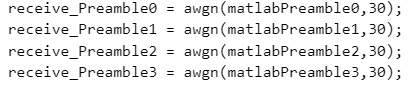 receive_Preamble0 = awgn(matlabPreamble0,30);
receive_Preamble1 = awgn(matlabPreamble1,30);
receive_Preamble2 = awgn(matlabPreamble2,30);
receive_Preamble3 = awgn(matlabPreamble3,30);